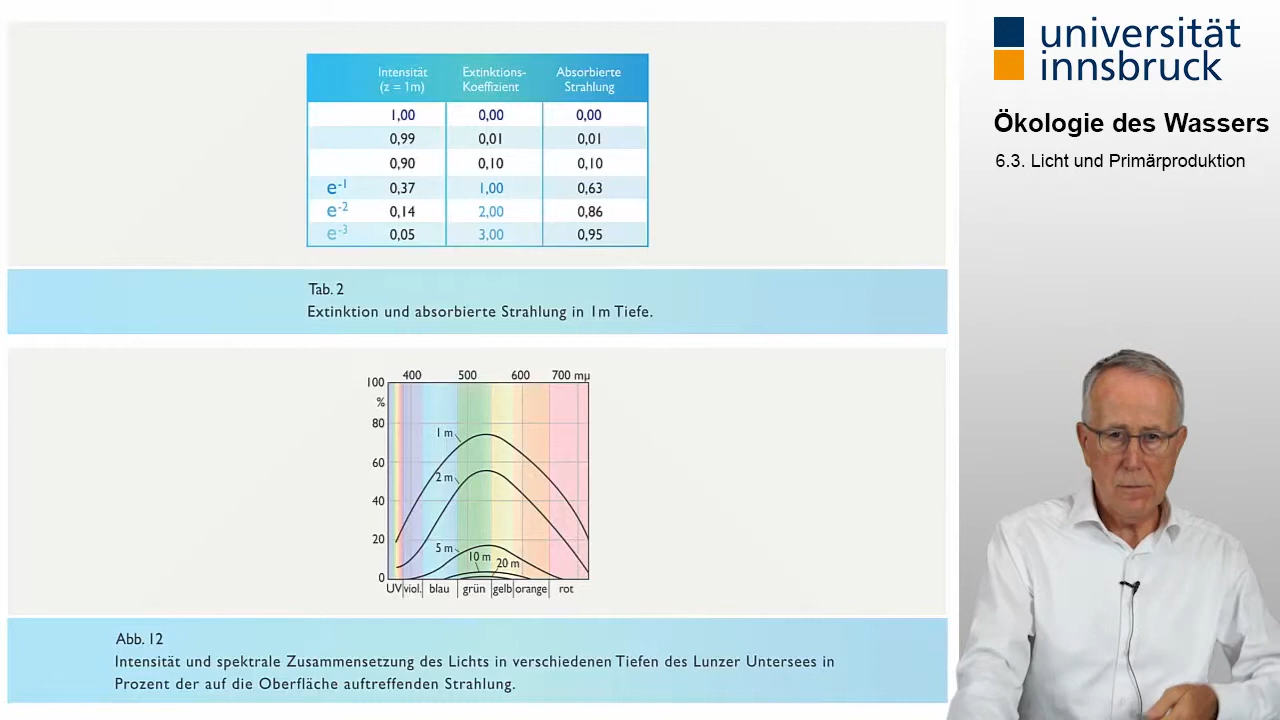 Intensität Extinktions- Absorbierte
(z = 1m) Koeffizient Strahlung
1,00 0,00 0,00
0,99 0,01 0,01
0,90 0,10 0,10
e⁻¹ 0,37 1,00 0,63
e⁻² 0,14 2,00 0,86
e⁻³ 0,05 3,00 0,95
Tab. 2
Extinktion und absorbierte Strahlung in 1m Tiefe.
400 500 600 700 mµ
100
%
80
60
40
20
0
1 m
2 m
5 m
10 m
20 m
UV viol. blau grün gelb orange rot
Abb. 12
Intensität und spektrale Zusammensetzung des Lichts in verschiedenen Tiefen des Lunzer Untersees in
Prozent der auf die Oberfläche auftreffenden Strahlung.
universität
innsbruck
Ökologie des Wassers
6.3. Licht und Primärproduktion